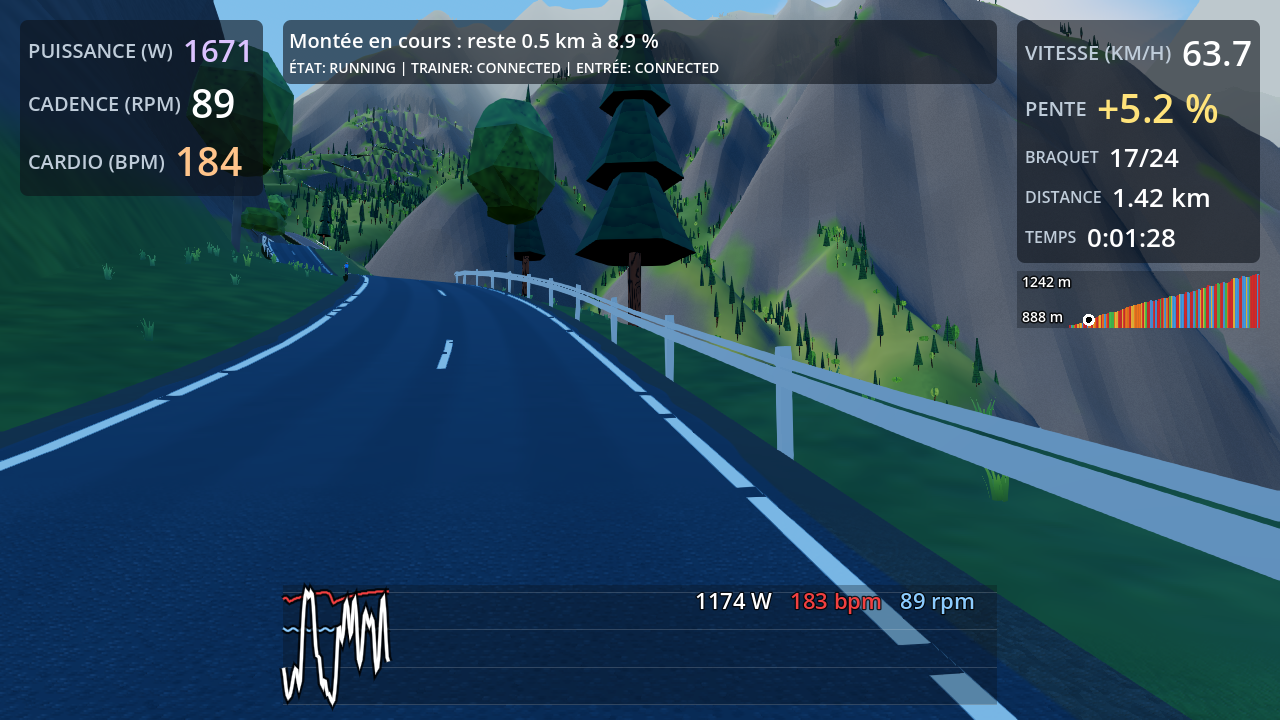 PUISSANCE (W) 1671
CADENCE (RPM) 89
CARDIO (BPM) 184
Montée en cours : reste 0.5 km à 8.9 %
ÉTAT: RUNNING | TRAINER: CONNECTED | ENTRÉE: CONNECTED
VITESSE (KM/H) 63.7
PENTE +5.2 %
BRAQUET 17/24
DISTANCE 1.42 km
TEMPS 0:01:28
1242 m
888 m
1174 W 183 bpm 89 rpm